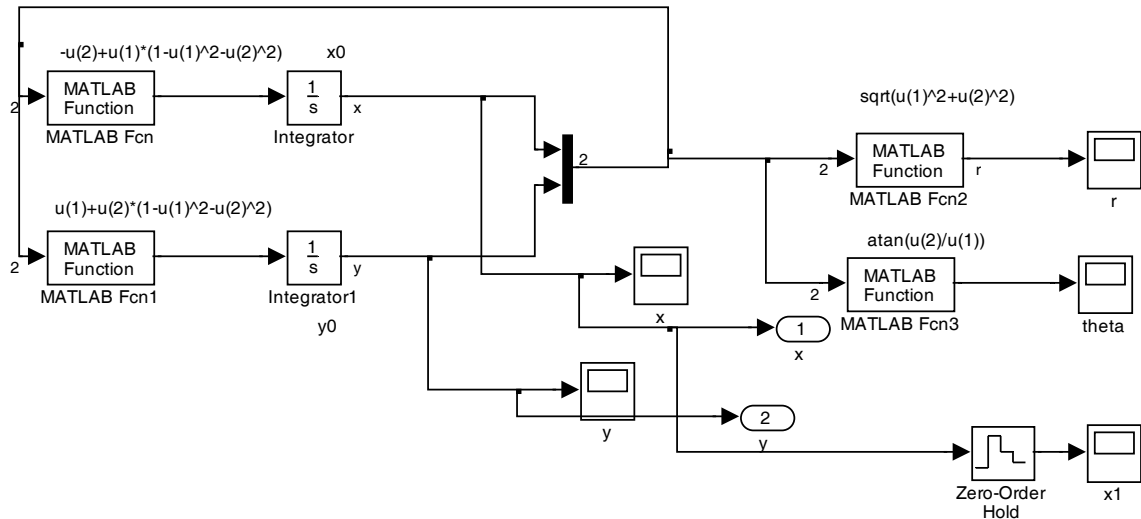 -u(2)+u(1)*(1-u(1)^2-u(2)^2)
x0
2
MATLAB
Function
MATLAB Fcn
1
s
x
Integrator
2
sqrt(u(1)^2+u(2)^2)
2
MATLAB
Function
r
MATLAB Fcn2
r
u(1)+u(2)*(1-u(1)^2-u(2)^2)
2
MATLAB
Function
MATLAB Fcn1
1
s
y
Integrator1
y0
x
atan(u(2)/u(1))
2
MATLAB
Function
MATLAB Fcn3
theta
1
x
y
2
y
Zero-Order
Hold
x1